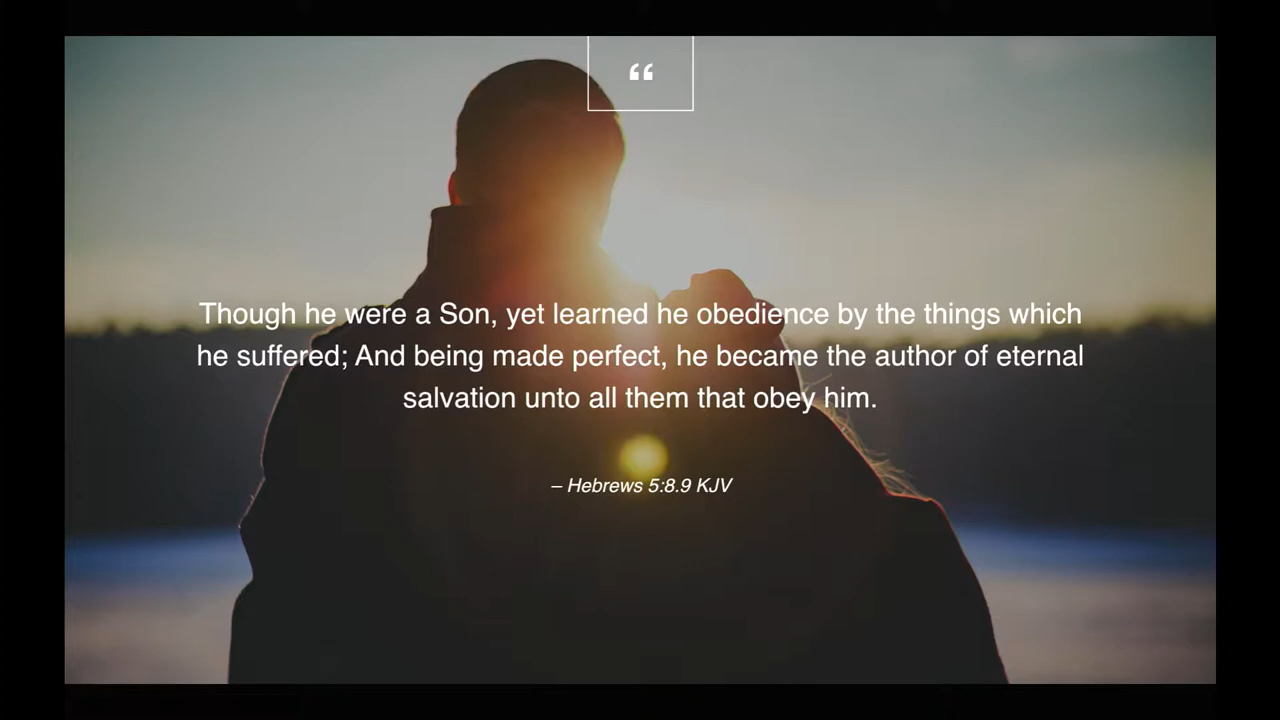 “
Though he were a Son, yet learned he obedience by the things which
he suffered; And being made perfect, he became the author of eternal
salvation unto all them that obey him.
– Hebrews 5:8.9 KJV